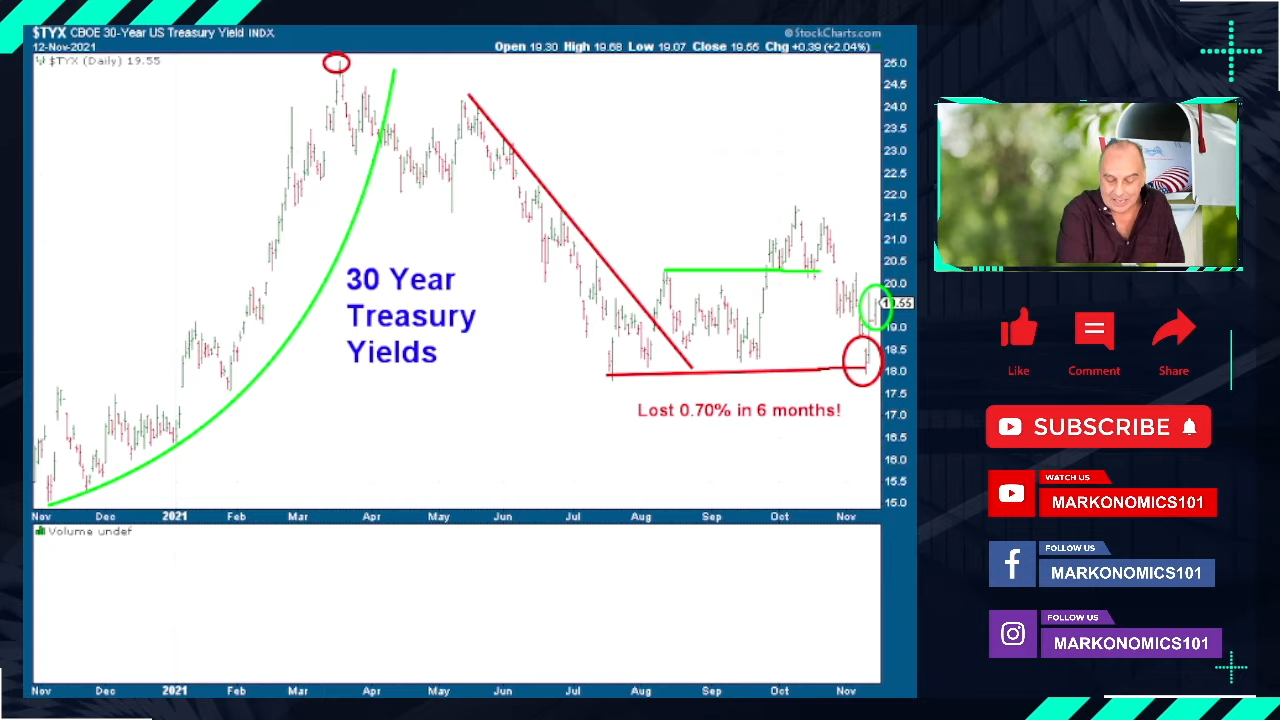 $TYX CBOE 30-Year US Treasury Yield INDX
©StockCharts.com
12-Nov-2021
Open 19.30 High 19.68 Low 19.07 Close 19.55 Chg +0.39 (+2.04%)
$TYX (Daily) 19.55
25.0
24.5
24.0
23.5
23.0
22.5
22.0
21.5
21.0
20.5
20.0
19.55
19.0
18.5
18.0
17.5
17.0
16.5
16.0
15.5
15.0
30 Year
Treasury
Yields
Lost 0.70% in 6 months!
Nov Dec 2021 Feb Mar Apr May Jun Jul Aug Sep Oct Nov
Volume undef
Nov Dec 2021 Feb Mar Apr May Jun Jul Aug Sep Oct Nov
Like Comment Share
SUBSCRIBE
WATCH US
MARKONOMICS101
FOLLOW US
MARKONOMICS101
FOLLOW US
MARKONOMICS101